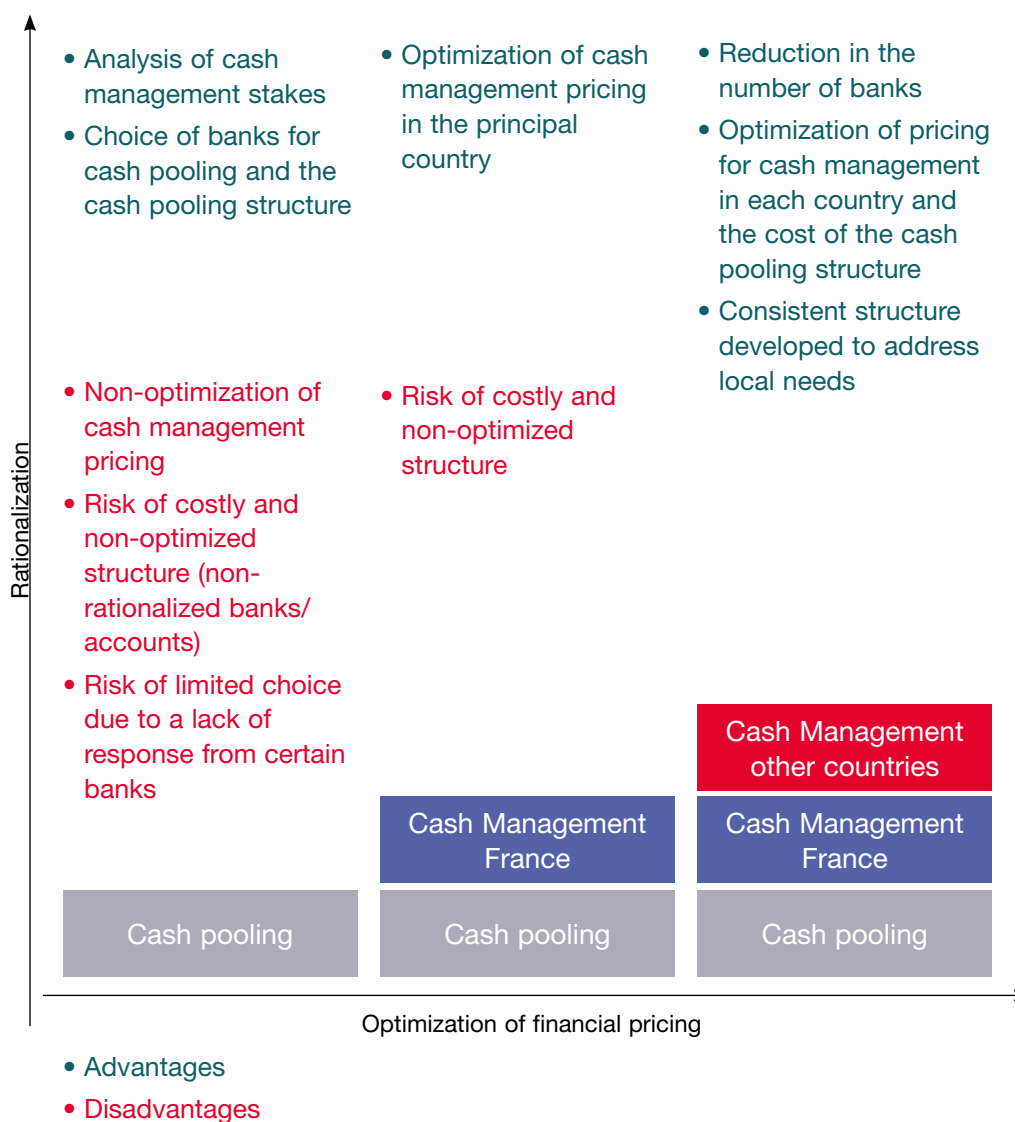 Rationalization
• Analysis of cash
management stakes
• Choice of banks for
cash pooling and the
cash pooling structure
• Non-optimization of
cash management
pricing
• Risk of costly and
non-optimized
structure (non-
rationalized banks/
accounts)
• Risk of limited choice
due to a lack of
response from certain
banks
Cash pooling
• Optimization of cash
management pricing
in the principal
country
• Risk of costly and
non-optimized
structure
Cash Management
France
Cash pooling
• Reduction in the
number of banks
• Optimization of pricing
for cash management
in each country and
the cost of the cash
pooling structure
• Consistent structure
developed to address
local needs
Cash Management
other countries
Cash Management
France
Cash pooling
Optimization of financial pricing
• Advantages
• Disadvantages